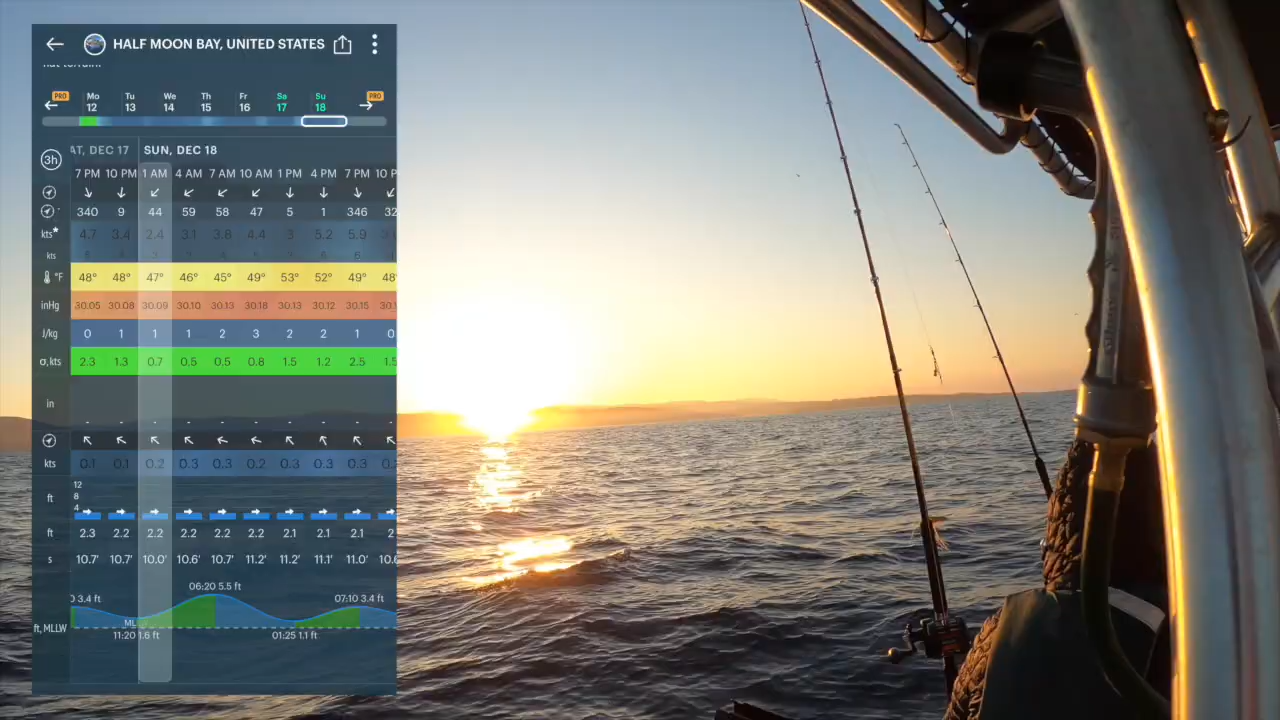 HALF MOON BAY, UNITED STATES
PRO Mo Tu We Th Fr Sa Su PRO
12 13 14 15 16 17 18
AT, DEC 17 SUN, DEC 18
3h
7 PM 10 PM 1 AM 4 AM 7 AM 10 AM 1 PM 4 PM 7 PM 10 P
340 9 44 59 58 47 5 1 346 32
kts* 4.7 3.4 2.4 3.1 3.8 4.4 3 5.2 5.9
kts
°F 48° 48° 47° 46° 45° 49° 53° 52° 49° 48
inHg 30.05 30.08 30.09 30.10 30.13 30.18 30.13 30.12 30.15 30.1
J/kg 0 1 1 1 2 3 2 2 1 0
σ, kts 2.3 1.3 0.7 0.5 0.5 0.8 1.5 1.2 2.5 1.5
in - - - - - - - - - -
kts 0.1 0.1 0.2 0.3 0.3 0.2 0.3 0.3 0.3 0.
12
ft 8
4
ft 2.3 2.2 2.2 2.2 2.2 2.2 2.1 2.1 2.1 2
s 10.7' 10.7' 10.0' 10.6' 10.7' 11.2' 11.2' 11.1' 11.0' 10.6
06:20 5.5 ft
0 3.4 ft 07:10 3.4 ft
ft, MLLW
11:20 1.6 ft 01:25 1.1 ft